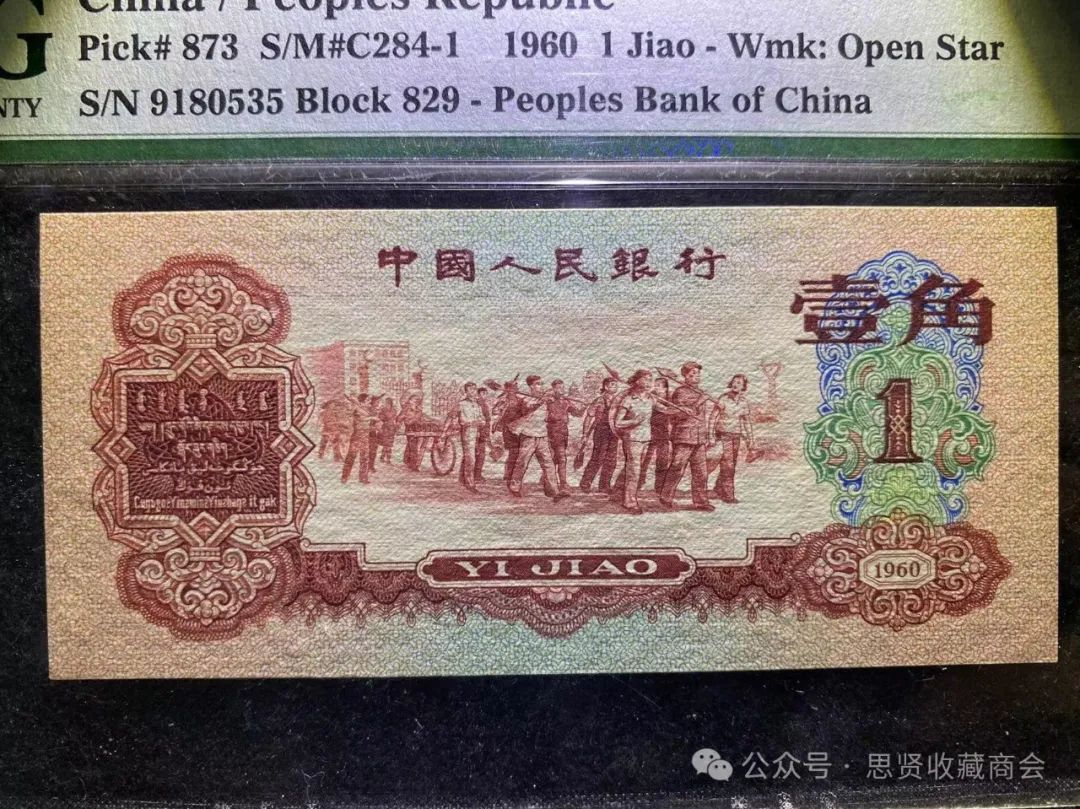 China / Peoples Republic
Pick# 873 S/M#C284-1 1960 1 Jiao - Wmk: Open Star
NTY S/N 9180535 Block 829 - Peoples Bank of China
中國人民銀行
壹角
1
YI JIAO
1960
公众号 · 思贤收藏商会